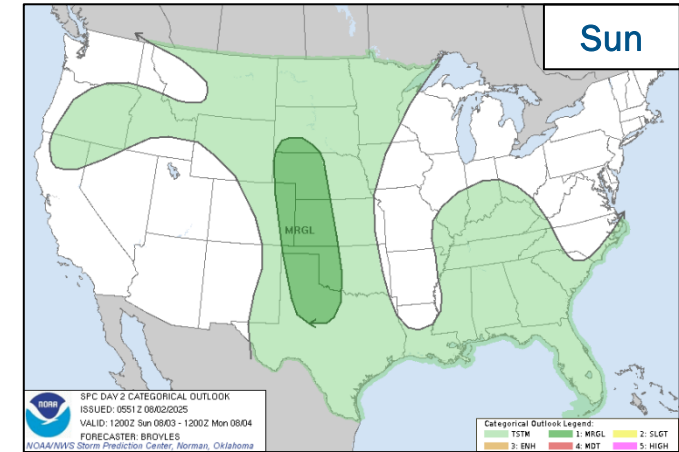 Sun
MRGL
NOAA
SPC DAY 2 CATEGORICAL OUTLOOK
ISSUED: 0551Z 08/02/2025
VALID: 1200Z Sun 08/03 - 1200Z Mon 08/04
FORECASTER: BROYLES
NOAA/NWS Storm Prediction Center, Norman, Oklahoma
Categorical Outlook Legend:
TSTM 1: MRGL 2: SLGT
3: ENH 4: MDT 5: HIGH